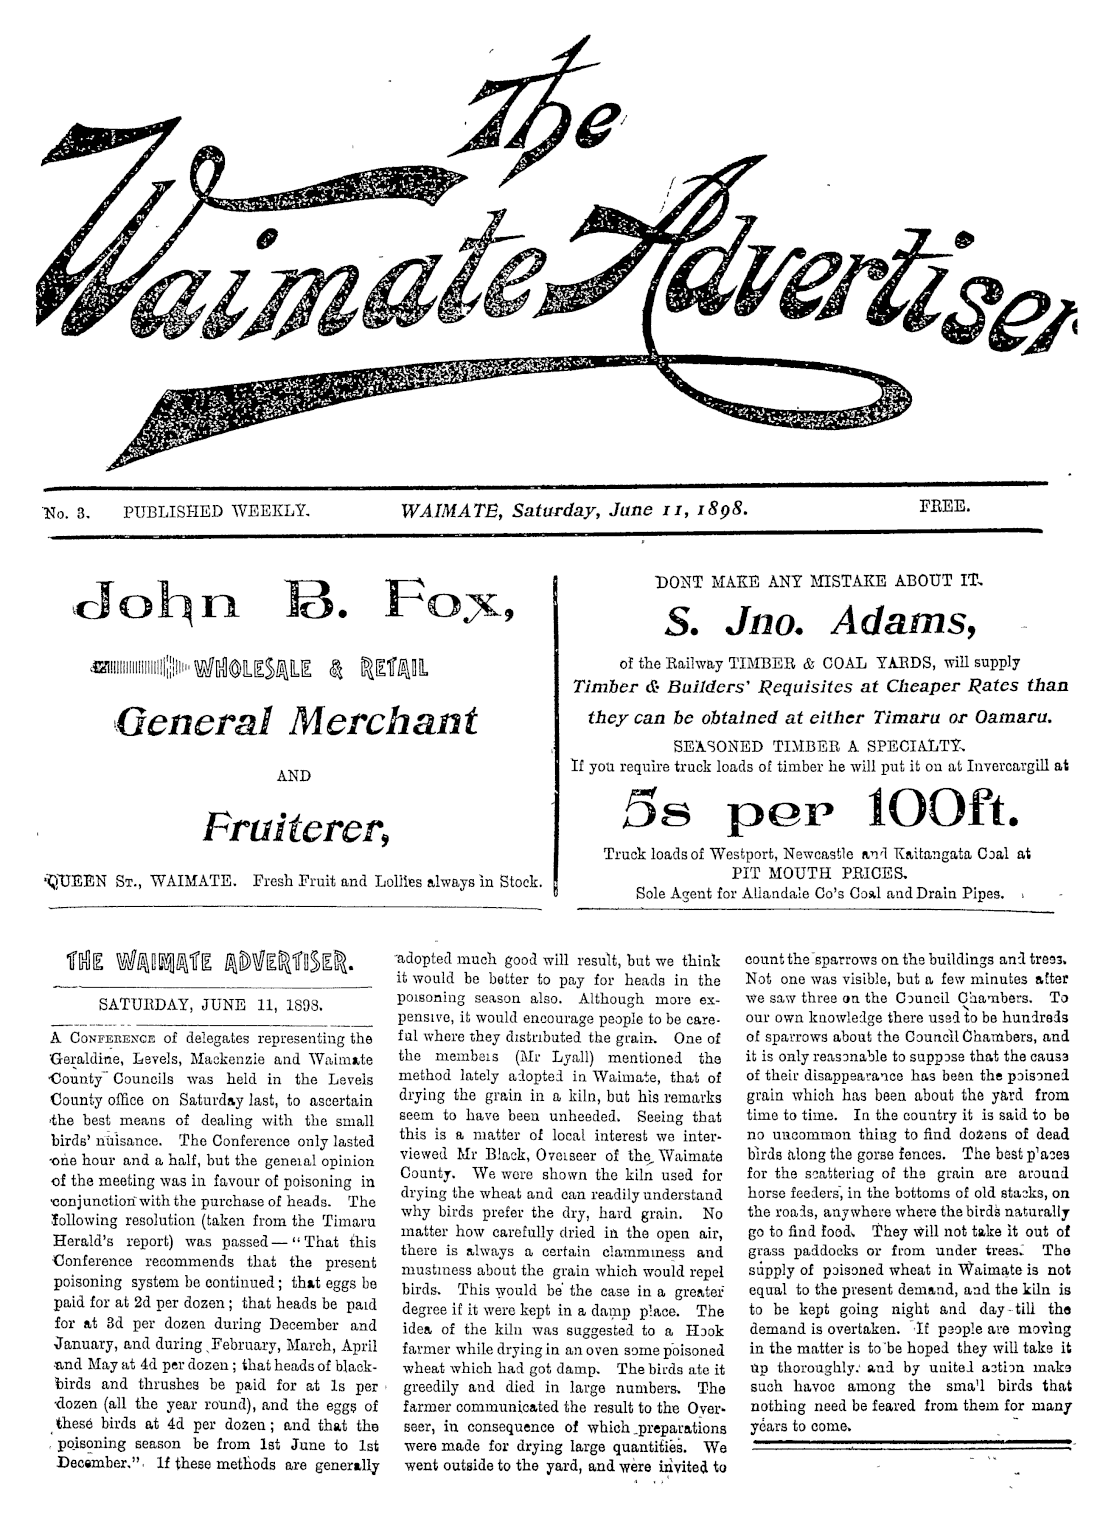 The
Waimate Advertiser
No. 3. PUBLISHED WEEKLY. WAIMATE, Saturday, June 11, 1898. FREE.
John B. Fox,
WHOLESALE & RETAIL
General Merchant
AND
Fruiterer,
QUEEN ST., WAIMATE. Fresh Fruit and Lollies always in Stock.
DONT MAKE ANY MISTAKE ABOUT IT.
S. Jno. Adams,
of the Railway TIMBER & COAL YARDS, will supply
Timber & Builders' Requisites at Cheaper Rates than
they can be obtained at either Timaru or Oamaru.
SEASONED TIMBER A SPECIALTY.
If you require truck loads of timber he will put it on at Invercargill at
5s per 100ft.
Truck loads of Westport, Newcastle and Kaitangata Coal at
PIT MOUTH PRICES.
Sole Agent for Allandale Co's Coal and Drain Pipes.
THE WAIMATE ADVERTISER.
SATURDAY, JUNE 11, 1898.
A CONFERENCE of delegates representing the
Geraldine, Levels, Mackenzie and Waimate
County Councils was held in the Levels
County office on Saturday last, to ascertain
the best means of dealing with the small
birds' nuisance. The Conference only lasted
one hour and a half, but the general opinion
of the meeting was in favour of poisoning in
conjunction with the purchase of heads. The
following resolution (taken from the Timaru
Herald's report) was passed—"That this
Conference recommends that the present
poisoning system be continued; that eggs be
paid for at 2d per dozen; that heads be paid
for at 3d per dozen during December and
January, and during February, March, April
and May at 4d per dozen; that heads of black-
birds and thrushes be paid for at 1s per
dozen (all the year round), and the eggs of
these birds at 4d per dozen; and that the
poisoning season be from 1st June to 1st
December." If these methods are generally
adopted much good will result, but we think
it would be better to pay for heads in the
poisoning season also. Although more ex-
pensive, it would encourage people to be care-
ful where they distributed the grain. One of
the members (Mr Lyall) mentioned the
method lately adopted in Waimate, that of
drying the grain in a kiln, but his remarks
seem to have been unheeded. Seeing that
this is a matter of local interest we inter-
viewed Mr Black, Overseer of the Waimate
County. We were shown the kiln used for
drying the wheat and can readily understand
why birds prefer the dry, hard grain. No
matter how carefully dried in the open air,
there is always a certain clamminess and
mustiness about the grain which would repel
birds. This would be the case in a greater
degree if it were kept in a damp place. The
idea of the kiln was suggested to a Hook
farmer while drying in an oven some poisoned
wheat which had got damp. The birds ate it
greedily and died in large numbers. The
farmer communicated the result to the Over-
seer, in consequence of which preparations
were made for drying large quantities. We
went outside to the yard, and were invited to
count the sparrows on the buildings and trees.
Not one was visible, but a few minutes after
we saw three on the Council Chambers. To
our own knowledge there used to be hundreds
of sparrows about the Council Chambers, and
it is only reasonable to suppose that the cause
of their disappearance has been the poisoned
grain which has been about the yard from
time to time. In the country it is said to be
no uncommon thing to find dozens of dead
birds along the gorse fences. The best places
for the scattering of the grain are around
horse feeders, in the bottoms of old stacks, on
the roads, anywhere where the birds naturally
go to find food. They will not take it out of
grass paddocks or from under trees. The
supply of poisoned wheat in Waimate is not
equal to the present demand, and the kiln is
to be kept going night and day till the
demand is overtaken. If people are moving
in the matter is to be hoped they will take it
up thoroughly. and by united action make
such havoc among the small birds that
nothing need be feared from them for many
years to come.